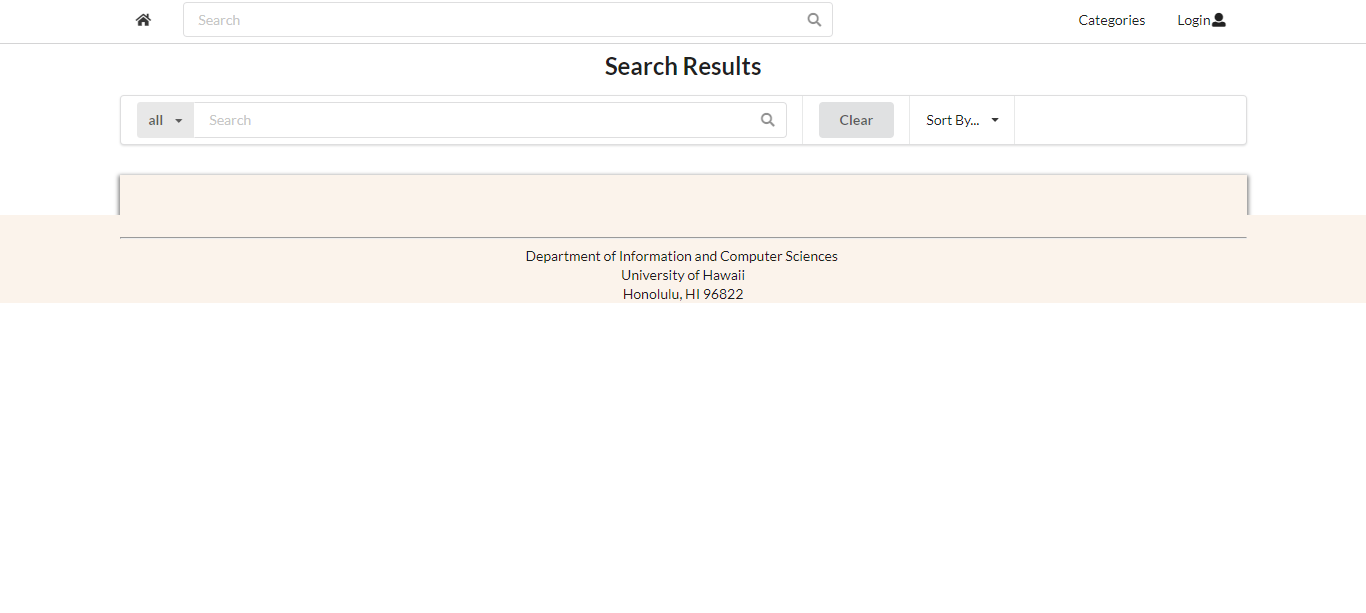 Search
Categories
Login
Search Results
all
Search
Clear
Sort By...
Department of Information and Computer Sciences
University of Hawaii
Honolulu, HI 96822